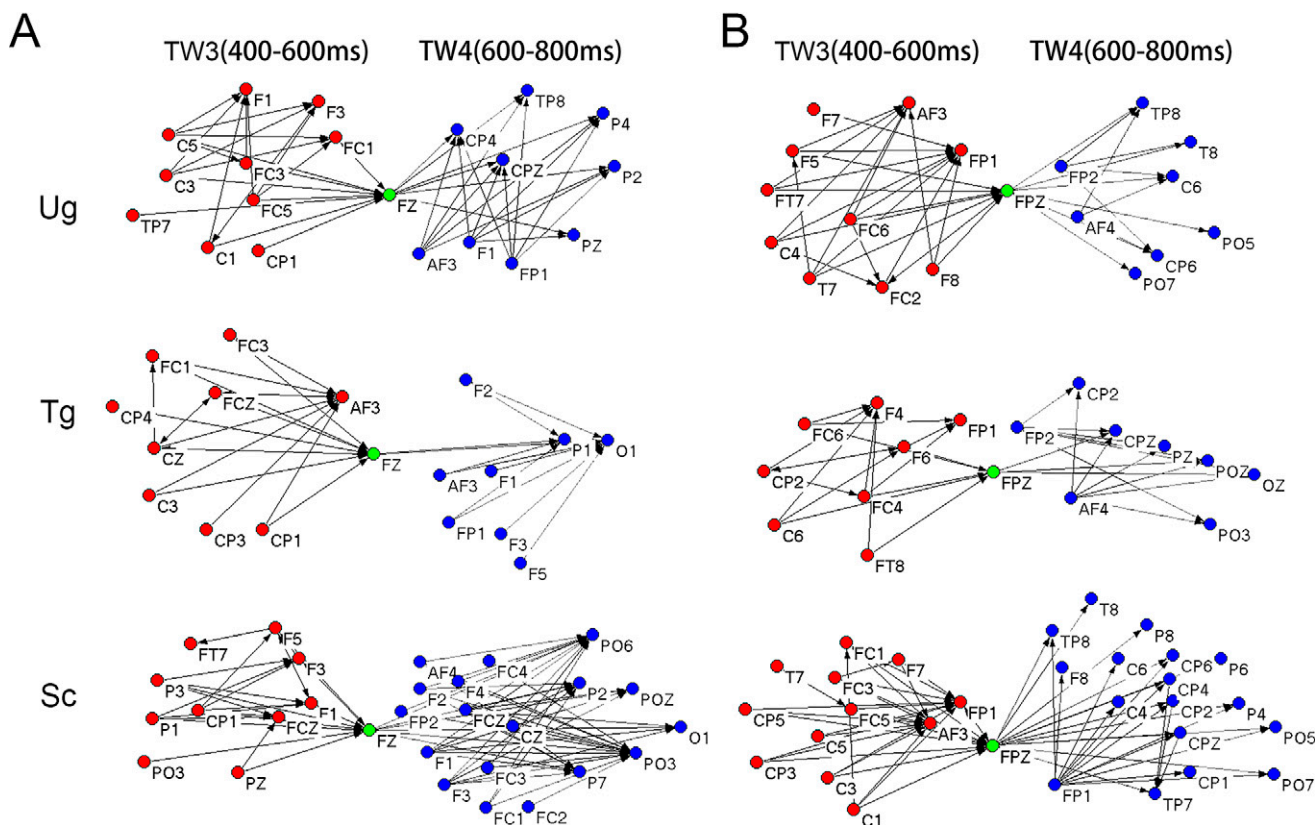 A
B
TW3(400-600ms) TW4(600-800ms)
TW3(400-600ms) TW4(600-800ms)
Ug
F1
F3
C5
FC1
C3
FC3
FC5
TP7
C1
CP1
FZ
TP8
CP4
P4
CPZ
P2
PZ
AF3
F1
FP1
F7
AF3
F5
FP1
FT7
FC6
C4
T7
FC2
F8
FPZ
TP8
T8
FP2
C6
AF4
PO5
CP6
PO7
Tg
FC3
FC1
FCZ
AF3
CP4
CZ
FZ
C3
CP3
CP1
F2
P1
O1
AF3
F1
FP1
F3
F5
F4
FC6
FP1
F6
CP2
FPZ
FC4
C6
FT8
CP2
FP2
CPZ
PZ
POZ
OZ
AF4
PO3
Sc
FT7
F5
F3
P3
F1
P1
CP1
FCZ
FZ
PO3
PZ
PO6
AF4
FC4
F2
F4
P2
POZ
FP2
FCZ
CZ
O1
F1
PO3
FC3
P7
F3
FC1
FC2
FC1
F7
T7
FC3
FP1
CP5
FC5
AF3
C5
FPZ
CP3
C3
C1
T8
TP8
P8
F8
C6
CP6
P6
CP4
C4
CP2
P4
CPZ
PO5
FP1
CP1
PO7
TP7